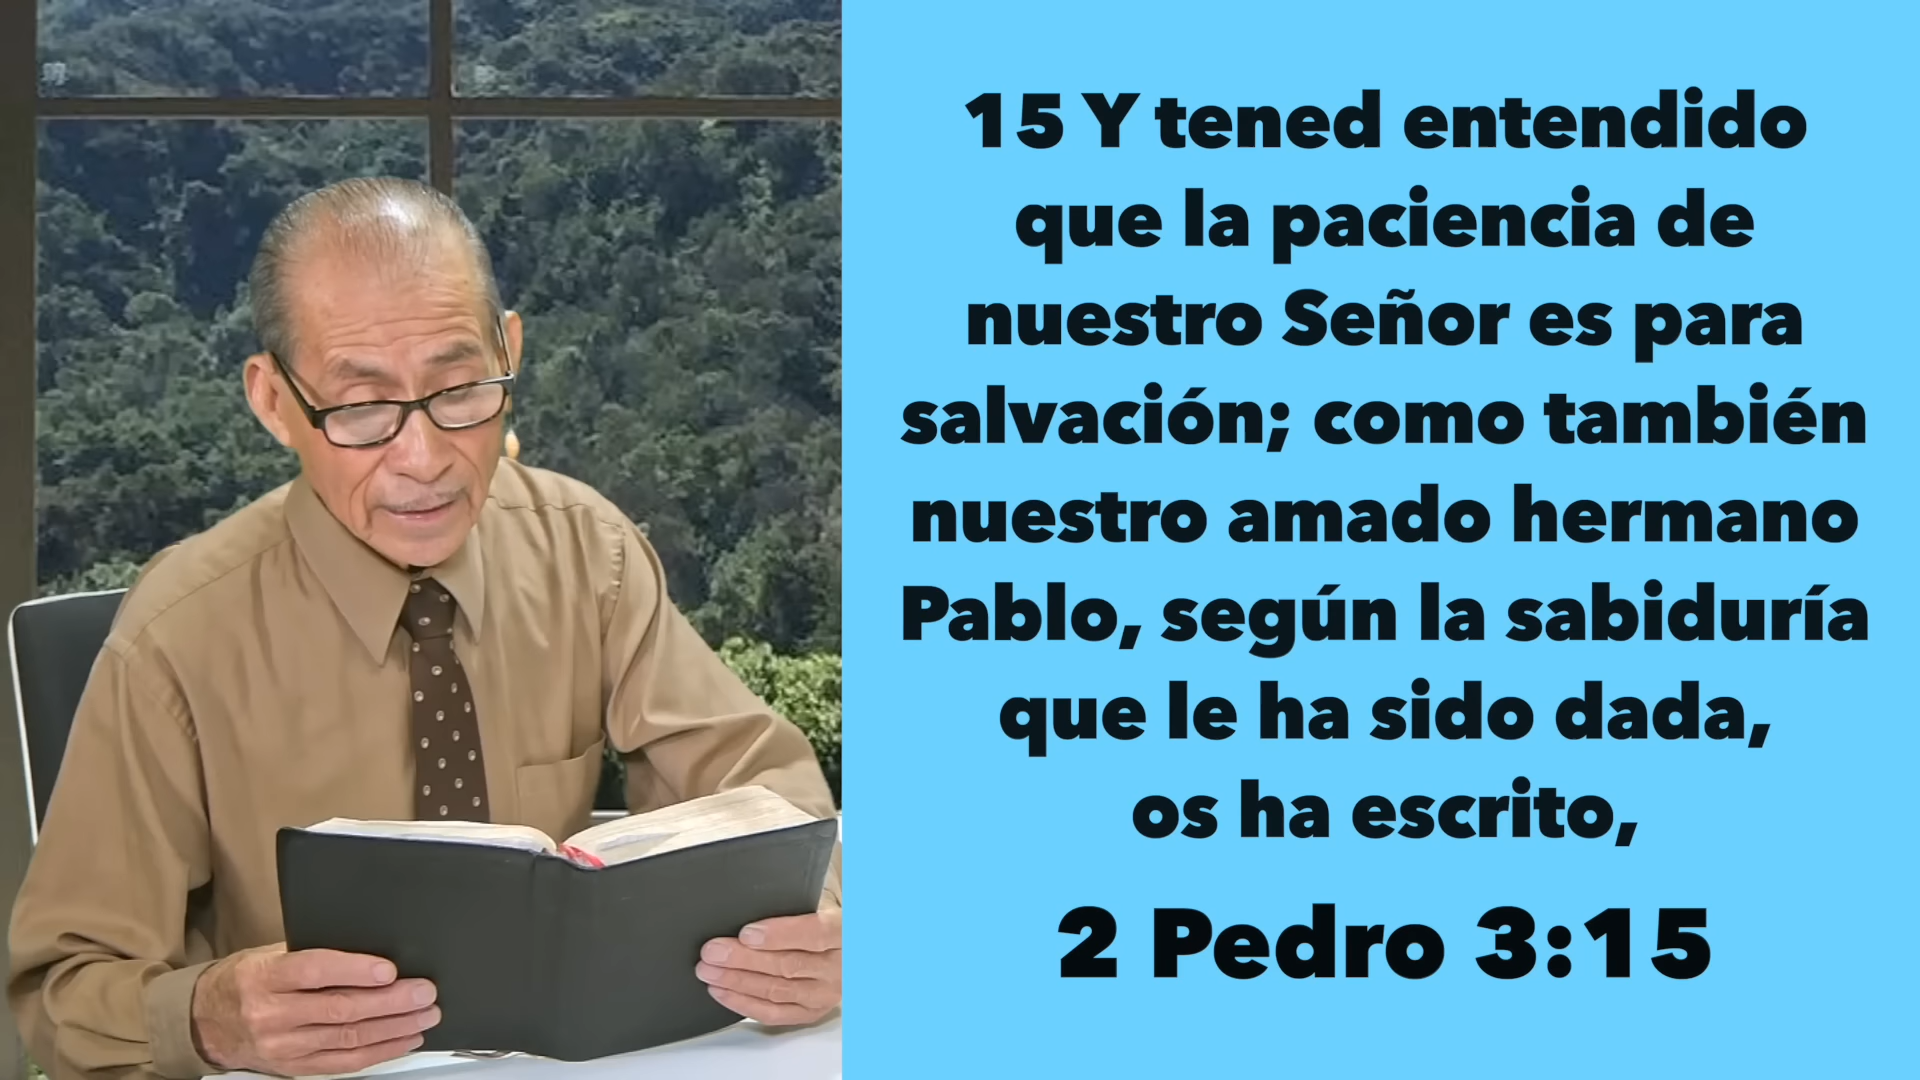 15 Y tened entendido
que la paciencia de
nuestro Señor es para
salvación; como también
nuestro amado hermano
Pablo, según la sabiduría
que le ha sido dada,
os ha escrito,
2 Pedro 3:15